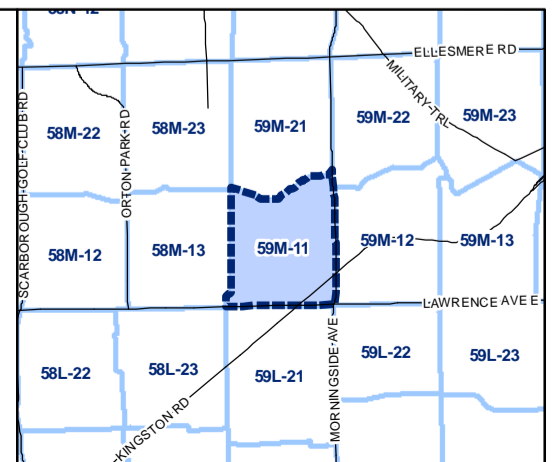 ELLESMERE RD
MILITARY TRL
58M-22
58M-23
59M-21
59M-22
59M-23
SCARBOROUGH GOLF CLUB RD
ORTON PARK RD
58M-12
58M-13
59M-11
59M-12
59M-13
LAWRENCE AVE E
58L-22
58L-23
59L-21
59L-22
59L-23
KINGSTON RD
MORNINGSIDE AVE